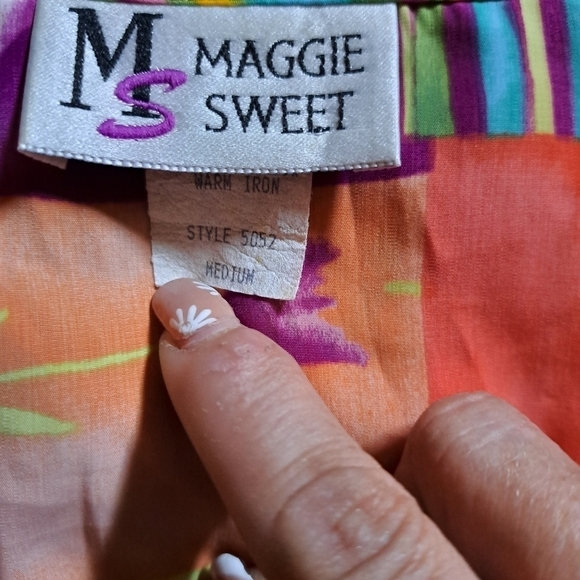 MS MAGGIE
SWEET
WARM IRON
STYLE 5052
MEDIUM